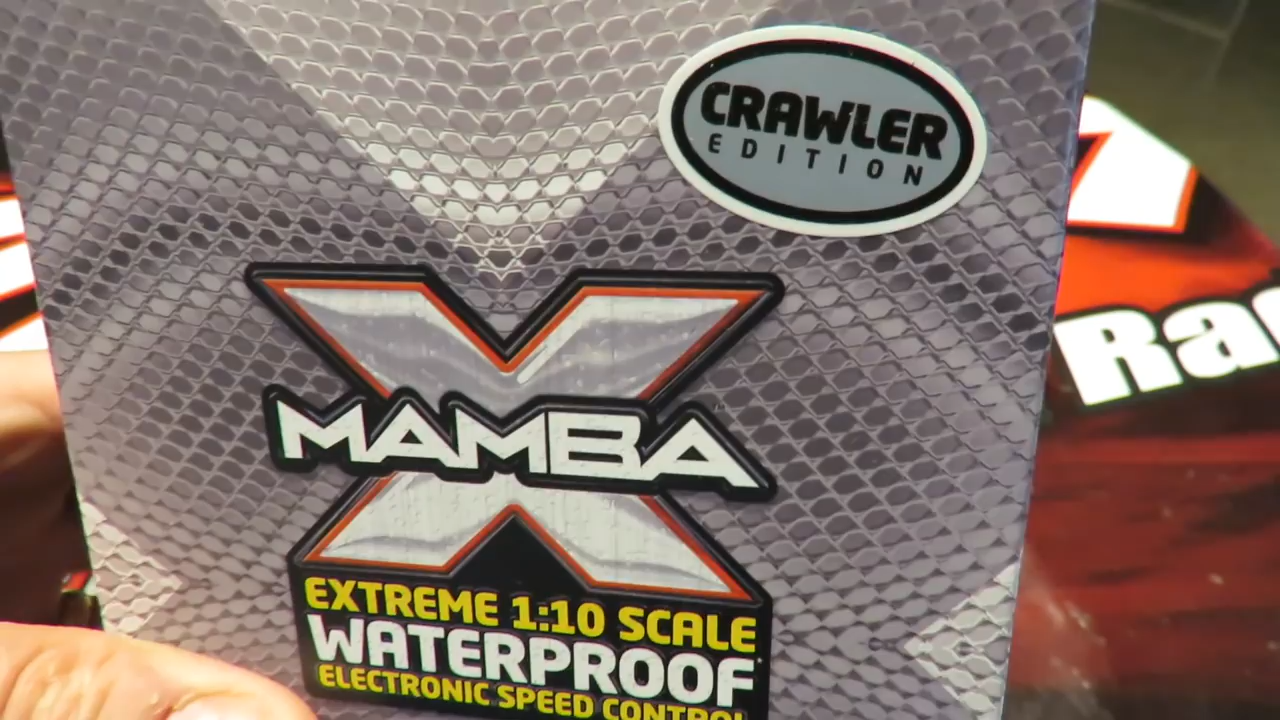 CRAWLER
EDITION
MAMBA
X
EXTREME 1:10 SCALE
WATERPROOF
ELECTRONIC SPEED CONTROL